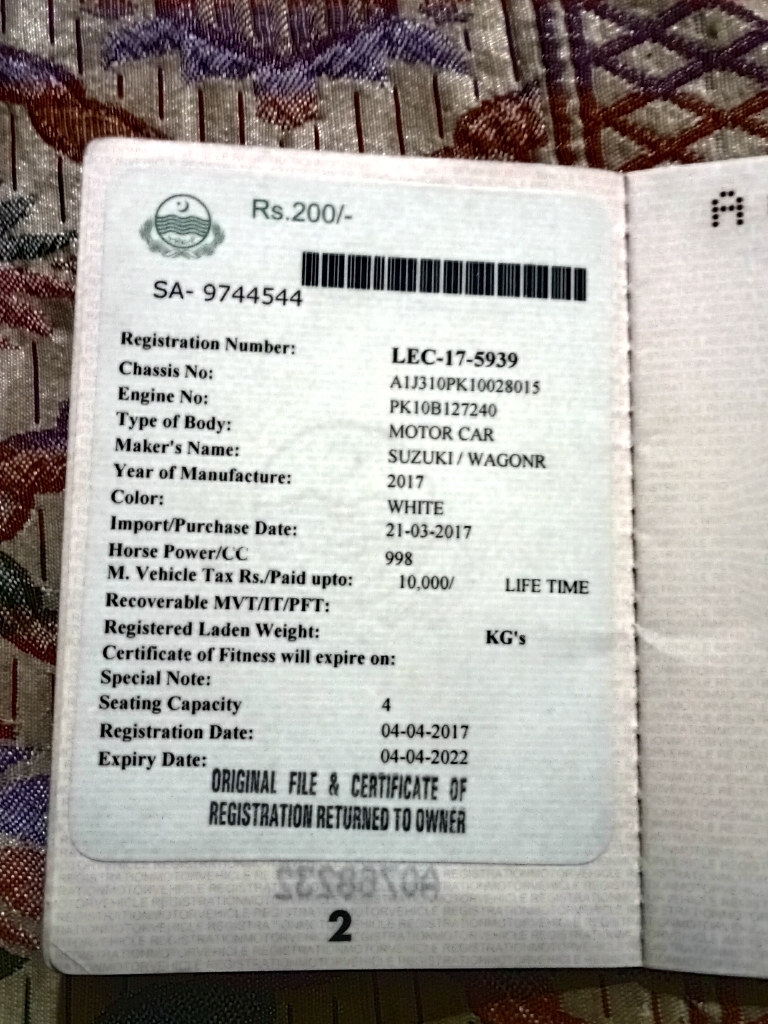 Rs.200/-
SA- 9744544
Registration Number: LEC-17-5939
Chassis No: A1J310PK10028015
Engine No: PK10B127240
Type of Body: MOTOR CAR
Maker's Name: SUZUKI / WAGONR
Year of Manufacture: 2017
Color: WHITE
Import/Purchase Date: 21-03-2017
Horse Power/CC 998
M. Vehicle Tax Rs./Paid upto: 10,000/ LIFE TIME
Recoverable MVT/IT/PFT:
Registered Laden Weight: KG's
Certificate of Fitness will expire on:
Special Note:
Seating Capacity 4
Registration Date: 04-04-2017
Expiry Date: 04-04-2022
ORIGINAL FILE & CERTIFICATE OF
REGISTRATION RETURNED TO OWNER
A0768232
2
A